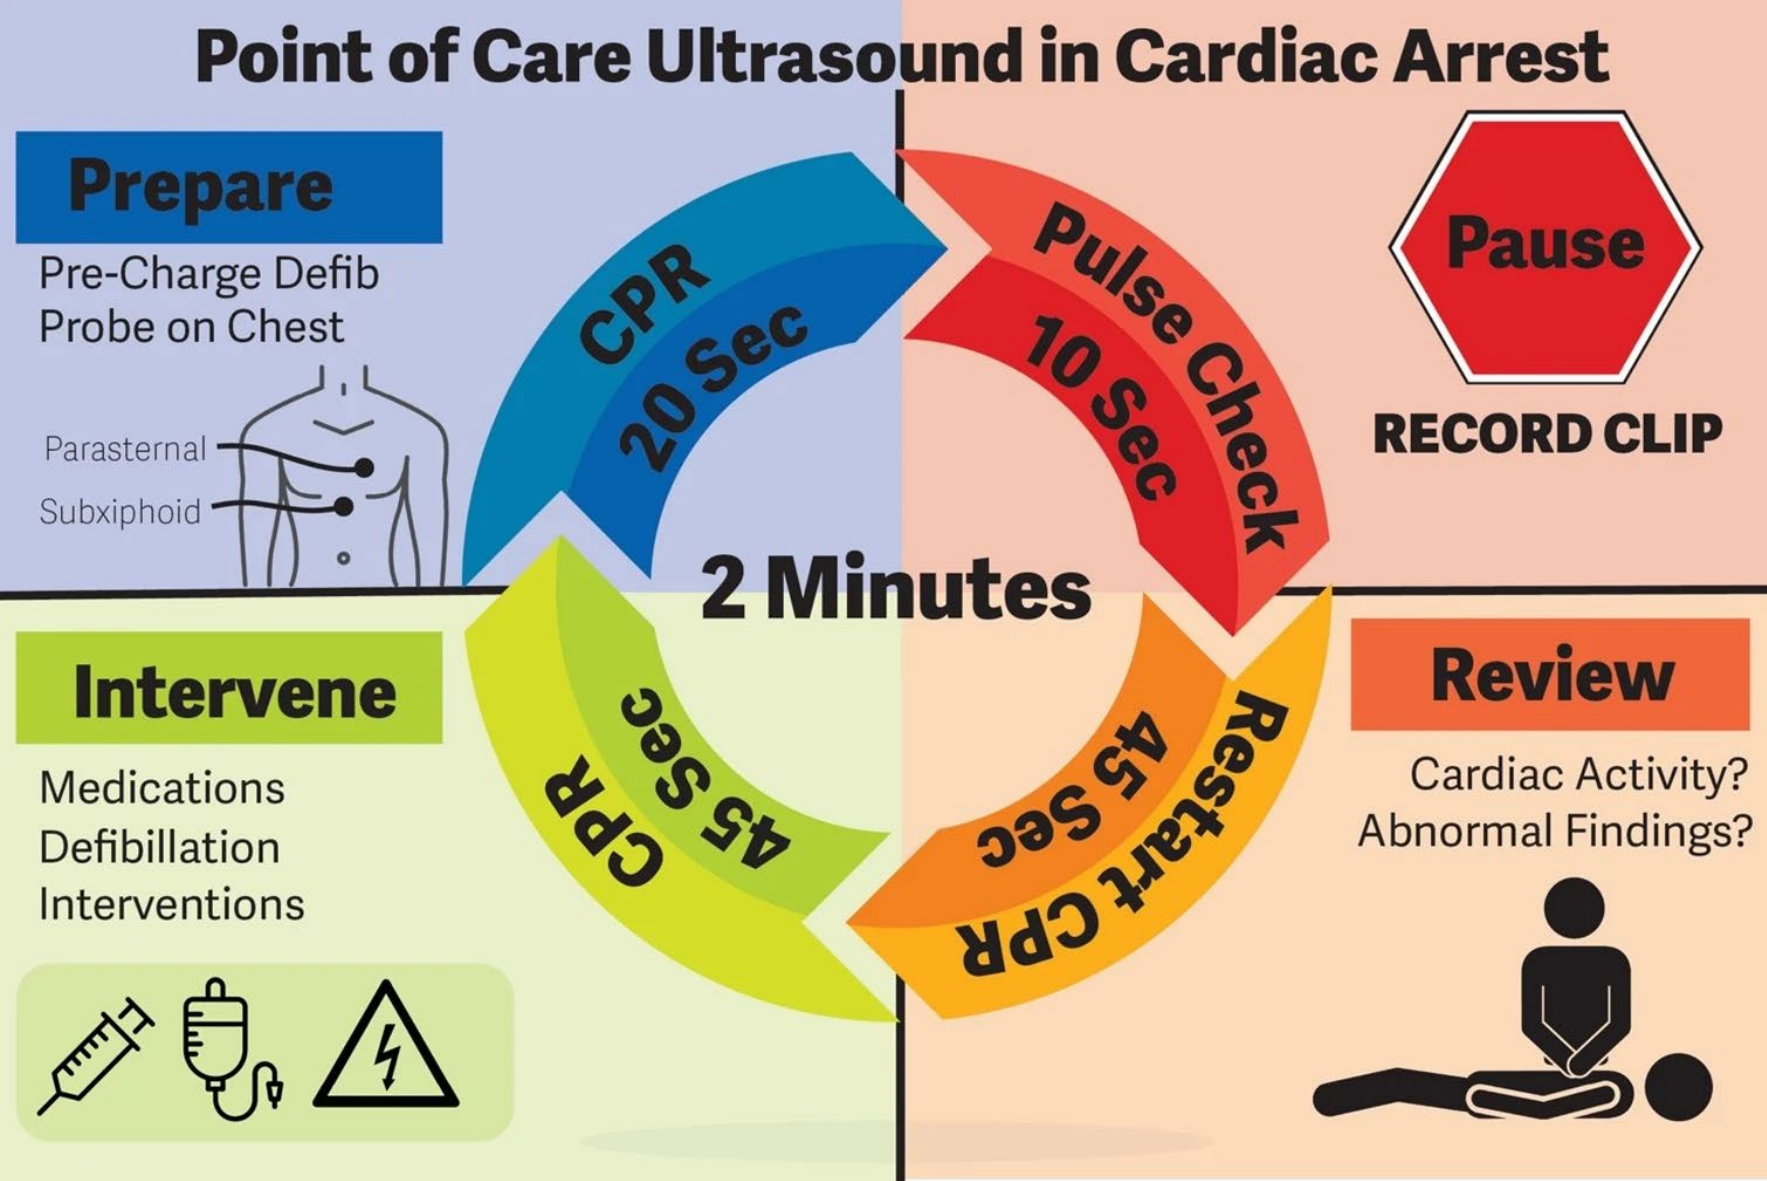 Point of Care Ultrasound in Cardiac Arrest
Prepare
Pre-Charge Defib
Probe on Chest
Parasternal
Subxiphoid
CPR
20 Sec
Pulse Check
10 Sec
Pause
RECORD CLIP
2 Minutes
Intervene
Medications
Defibillation
Interventions
CPR
45 Sec
Restart CPR
45 Sec
Review
Cardiac Activity?
Abnormal Findings?